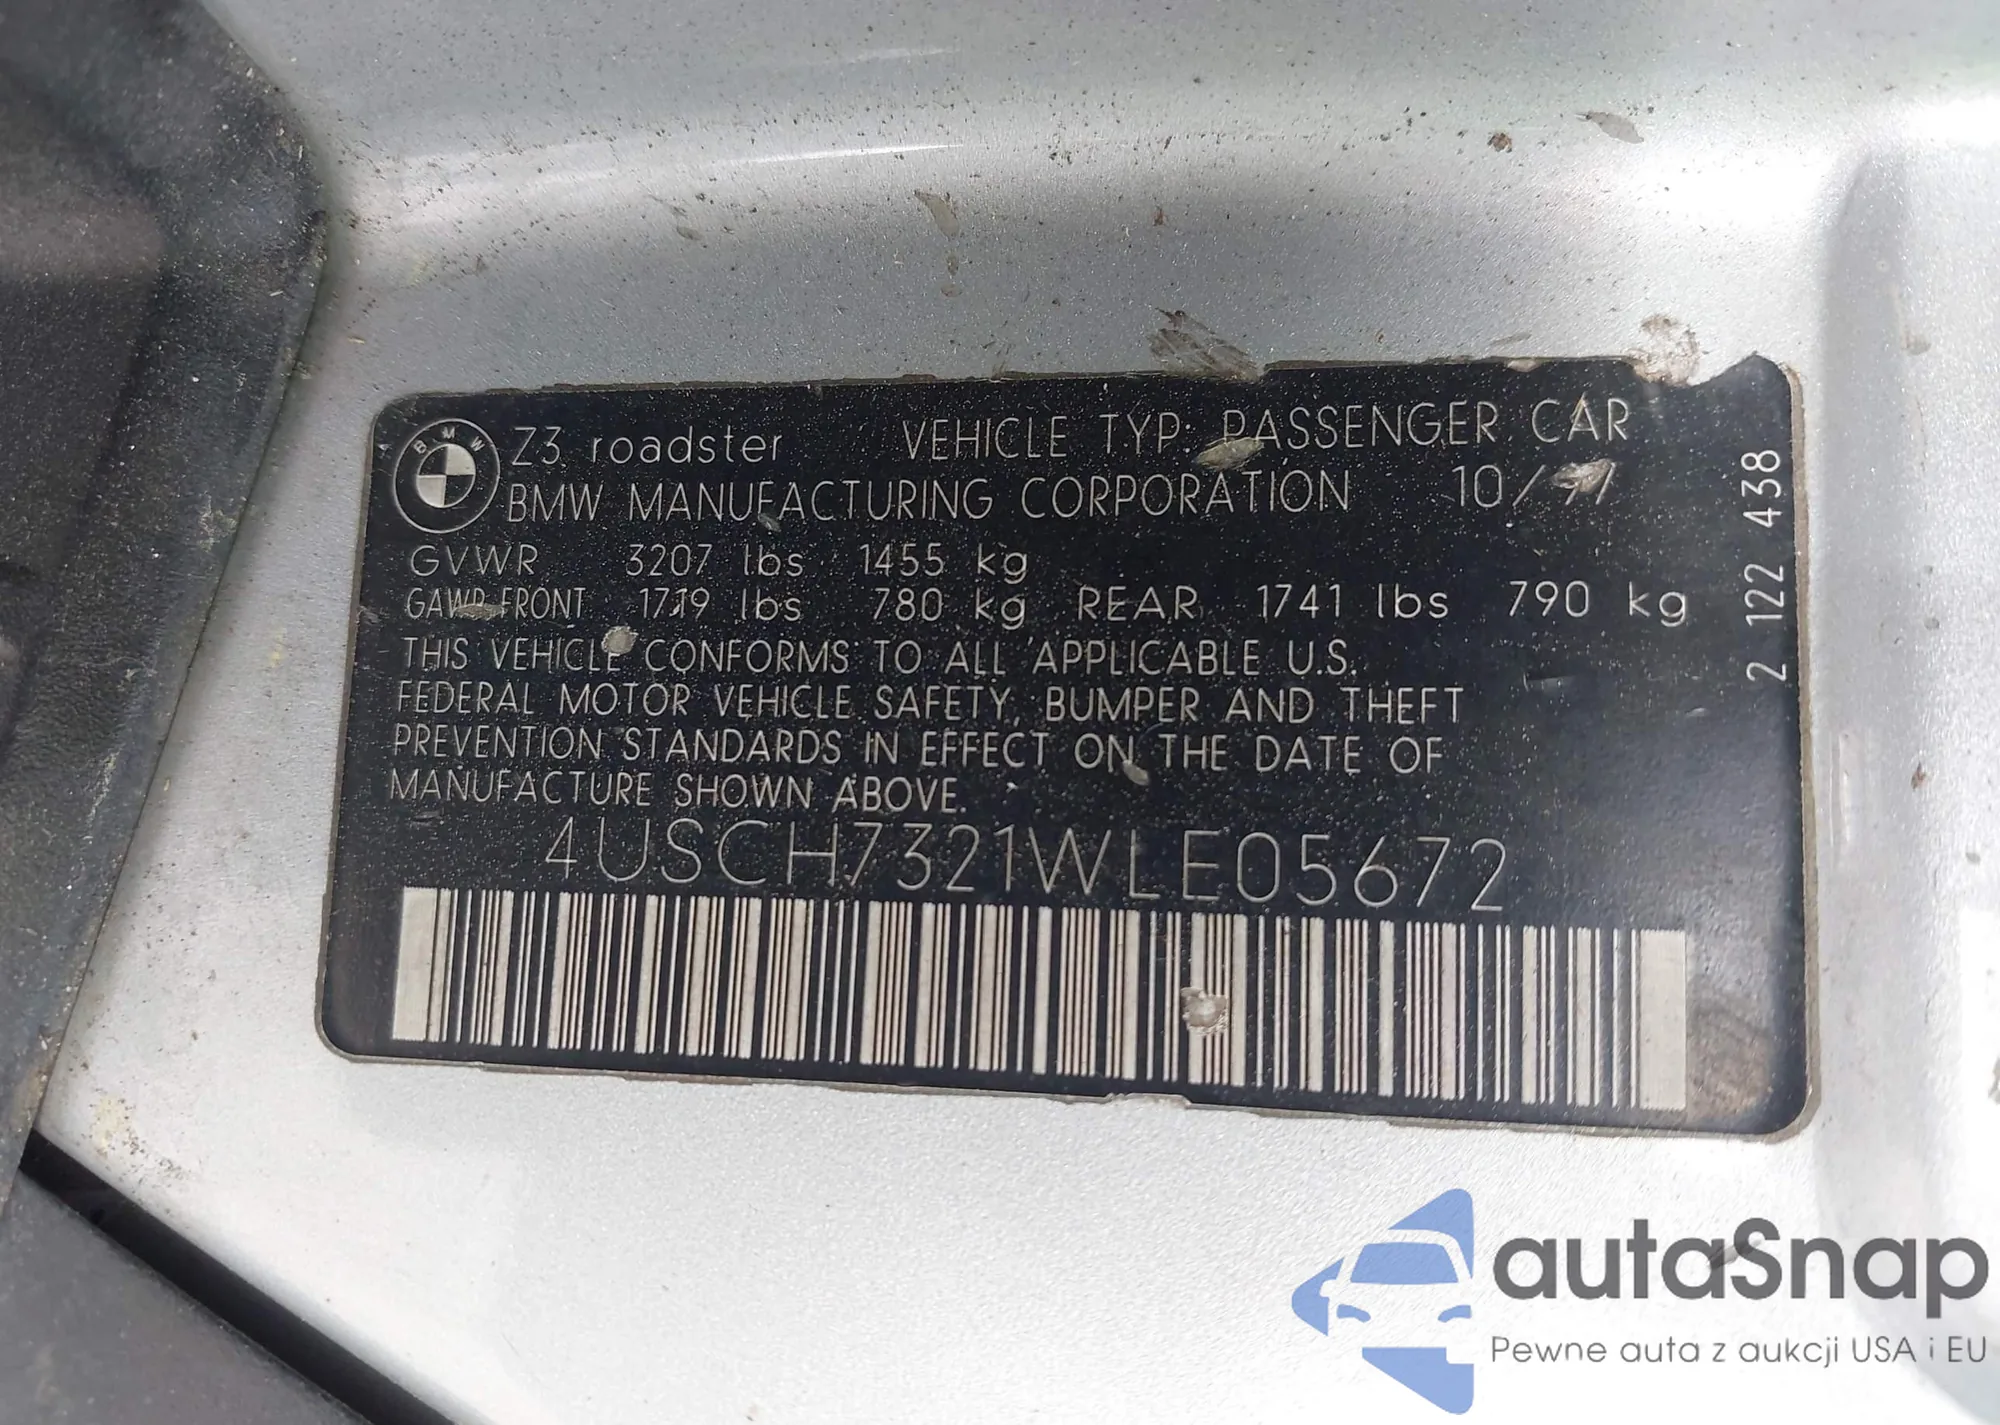 BMW
Z3 roadster VEHICLE TYP: PASSENGER CAR
BMW MANUFACTURING CORPORATION
GVWR 3207 lbs 1455 kg
GAWR FRONT 1719 lbs 780 kg REAR 1741 lbs 790 kg
THIS VEHICLE CONFORMS TO ALL APPLICABLE U.S.
FEDERAL MOTOR VEHICLE SAFETY, BUMPER AND THEFT
PREVENTION STANDARDS IN EFFECT ON THE DATE OF
MANUFACTURE SHOWN ABOVE.
4USCH7321WLE05672
2 122 438
autaSnap
Pewne auta z aukcji USA i EU